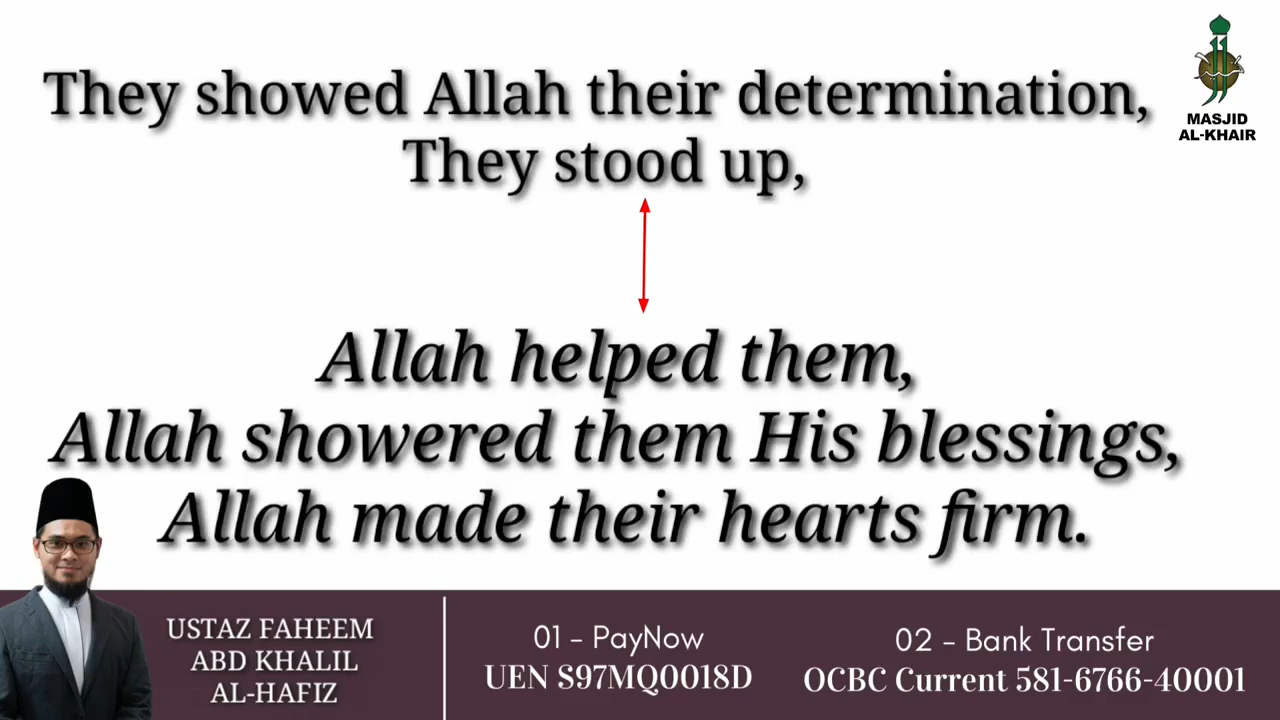 They showed Allah their determination,
They stood up,
MASJID
AL-KHAIR
Allah helped them,
Allah showered them His blessings,
Allah made their hearts firm.
USTAZ FAHEEM
ABD KHALIL
AL-HAFIZ
01 – PayNow
UEN S97MQ0018D
02 – Bank Transfer
OCBC Current 581-6766-40001